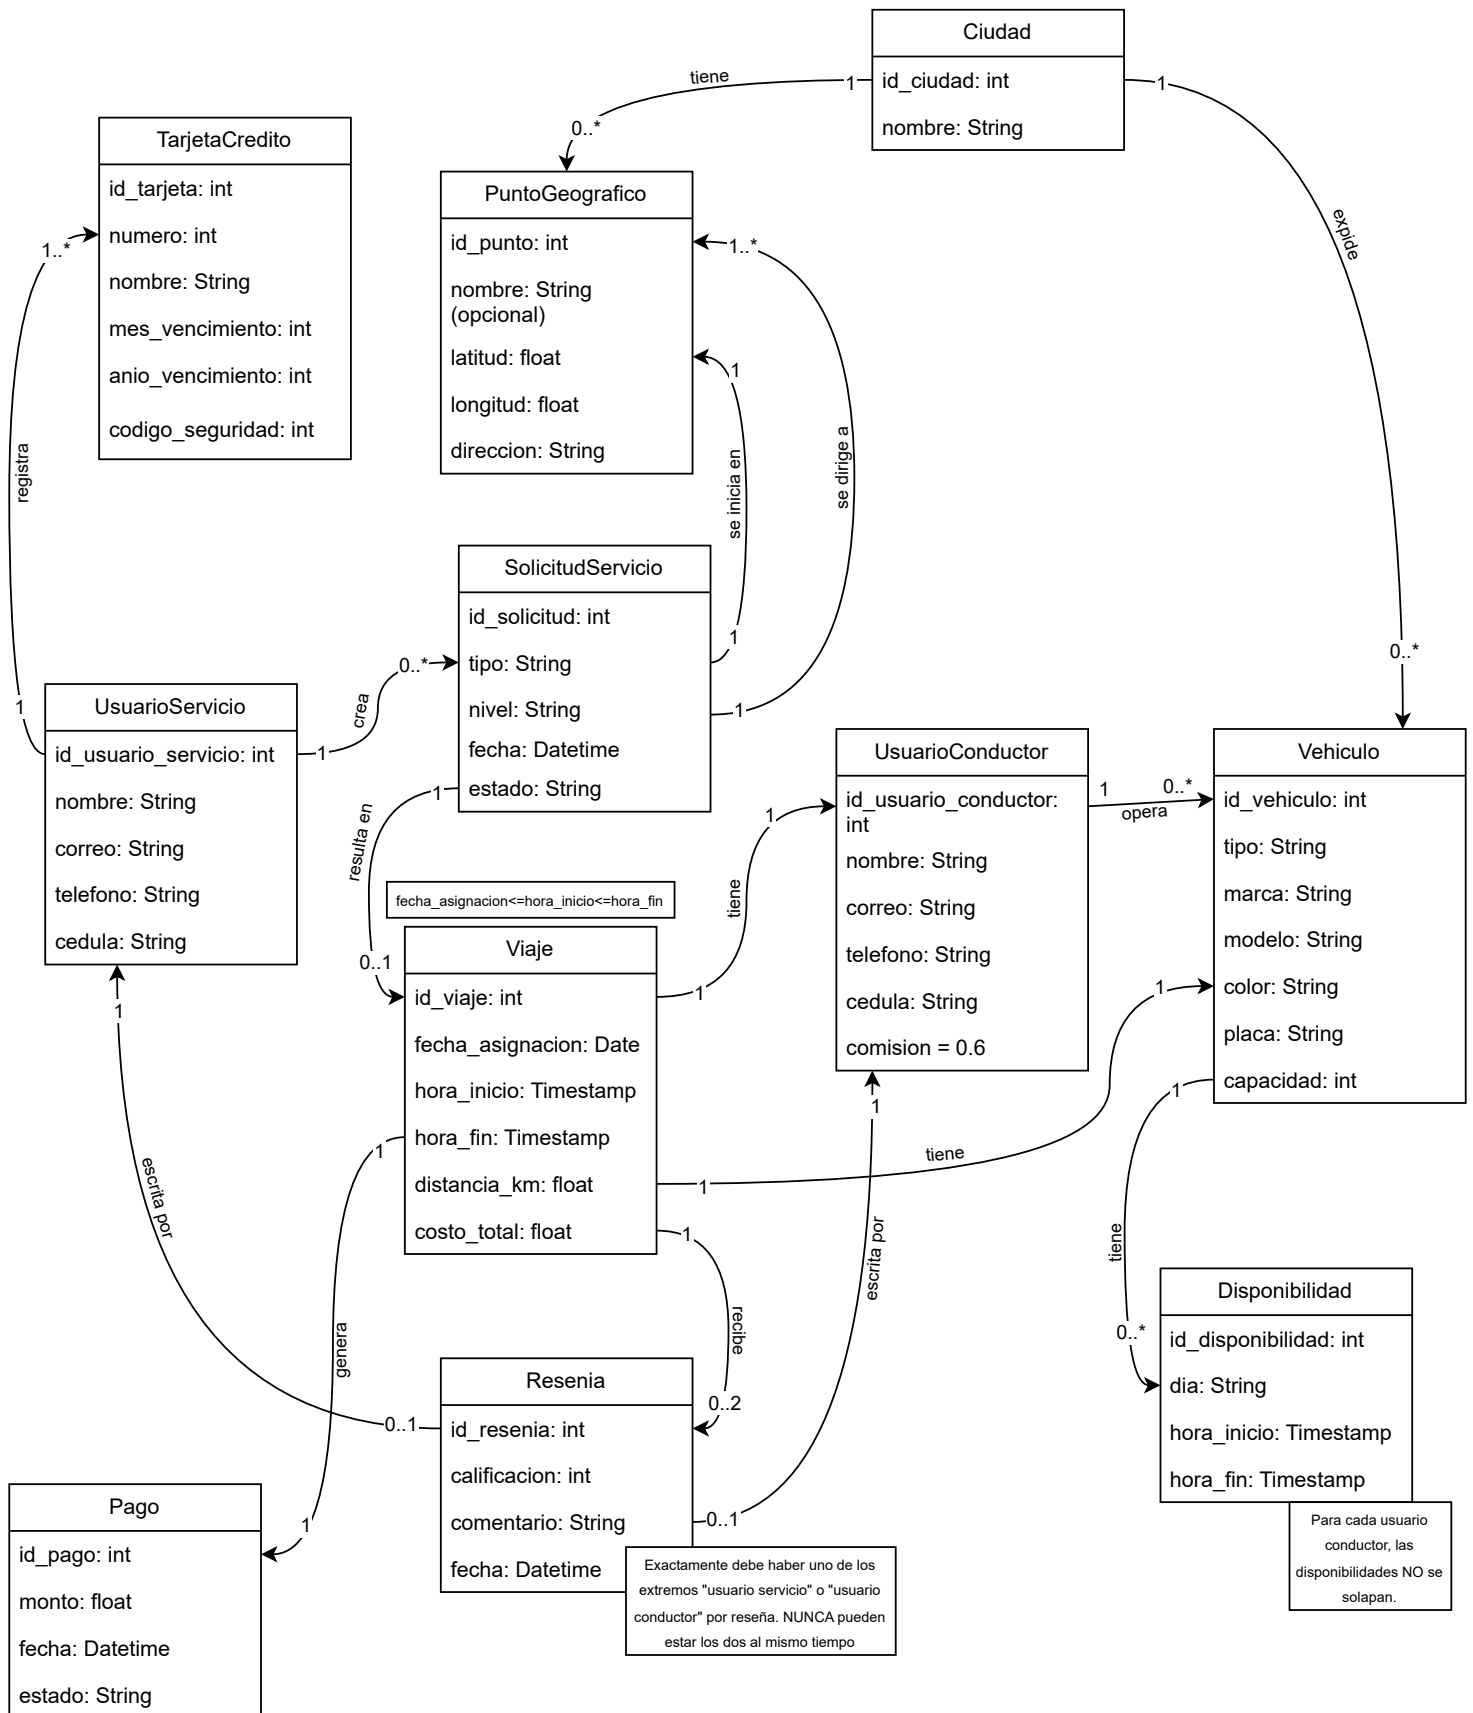 Ciudad
id_ciudad: int
nombre: String
tiene
1
0..*
1
expide
0..*
TarjetaCredito
id_tarjeta: int
numero: int
nombre: String
mes_vencimiento: int
anio_vencimiento: int
codigo_seguridad: int
1..*
registra
1
PuntoGeografico
id_punto: int
nombre: String
(opcional)
latitud: float
longitud: float
direccion: String
1..*
se dirige a
1
1
se inicia en
1
SolicitudServicio
id_solicitud: int
tipo: String
nivel: String
fecha: Datetime
estado: String
UsuarioServicio
id_usuario_servicio: int
nombre: String
correo: String
telefono: String
cedula: String
1
crea
0..*
1
resulta en
0..1
fecha_asignacion<=hora_inicio<=hora_fin
Viaje
id_viaje: int
fecha_asignacion: Date
hora_inicio: Timestamp
hora_fin: Timestamp
distancia_km: float
costo_total: float
1
tiene
1
UsuarioConductor
id_usuario_conductor:
int
nombre: String
correo: String
telefono: String
cedula: String
comision = 0.6
1
0..*
opera
Vehiculo
id_vehiculo: int
tipo: String
marca: String
modelo: String
color: String
placa: String
capacidad: int
1
tiene
1
1
tiene
0..*
Disponibilidad
id_disponibilidad: int
dia: String
hora_inicio: Timestamp
hora_fin: Timestamp
Para cada usuario
conductor, las
disponibilidades NO se
solapan.
1
recibe
0..2
Resenia
id_resenia: int
calificacion: int
comentario: String
fecha: Datetime
Exactamente debe haber uno de los
extremos "usuario servicio" o "usuario
conductor" por reseña. NUNCA pueden
estar los dos al mismo tiempo
0..1
escrita por
1
0..1
escrita por
1
1
genera
1
Pago
id_pago: int
monto: float
fecha: Datetime
estado: String